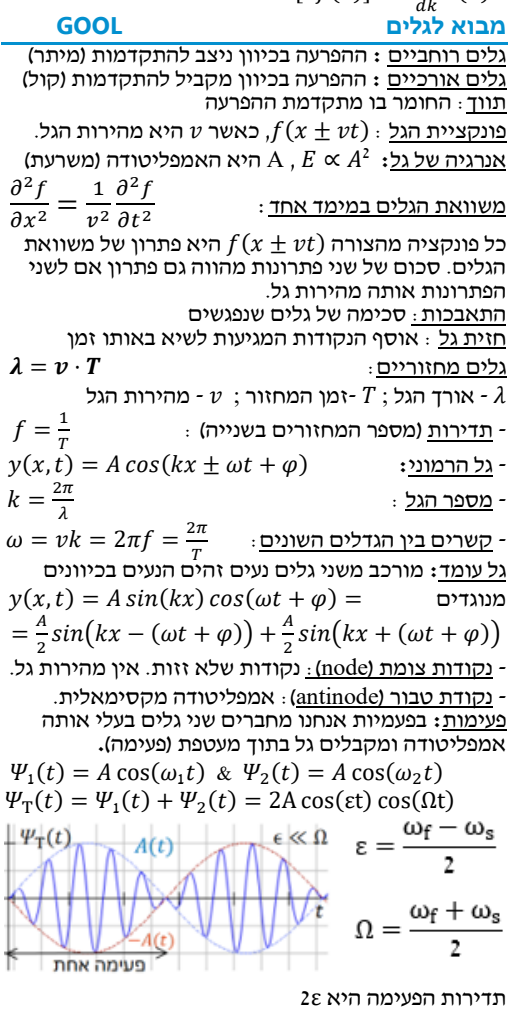 dk
מבוא לגלים GOOL
גלים רוחביים : ההפרעה בכיוון ניצב להתקדמות (מיתר)
גלים אורכיים : ההפרעה בכיוון מקביל להתקדמות (קול)
תווך : החומר בו מתקדמת ההפרעה
פונקציית הגל : f(x ± vt), כאשר v היא מהירות הגל.
אנרגיה של גל: E ∝ A² , A היא האמפליטודה (משרעת)
משוואת הגלים במימד אחד : ∂²f/∂x² = 1/v² ∂²f/∂t²
כל פונקציה מהצורה f(x ± vt) היא פתרון של משוואת
הגלים. סכום של שני פתרונות מהווה גם פתרון אם לשני
הפתרונות אותה מהירות גל.
התאבכות : סכימה של גלים שנפגשים
חזית גל : אוסף הנקודות המגיעות לשיא באותו זמן
גלים מחזוריים : λ = v · T
λ - אורך הגל ; T -זמן המחזור ; v - מהירות הגל
- תדירות (מספר המחזורים בשנייה) : f = 1/T
- גל הרמוני: y(x, t) = A cos(kx ± ωt + φ)
- מספר הגל : k = 2π/λ
- קשרים בין הגדלים השונים : ω = vk = 2πf = 2π/T
גל עומד: מורכב משני גלים נעים זהים הנעים בכיוונים
מנוגדים y(x, t) = A sin(kx) cos(ωt + φ) =
= A/2 sin(kx − (ωt + φ)) + A/2 sin(kx + (ωt + φ))
- נקודות צומת (node) : נקודות שלא זזות. אין מהירות גל.
- נקודת טבור (antinode) : אמפליטודה מקסימאלית.
פעימות: בפעמיות אנחנו מחברים שני גלים בעלי אותה
אמפליטודה ומקבלים גל בתוך מעטפת (פעימה).
Ψ₁(t) = A cos(ω₁t) & Ψ₂(t) = A cos(ω₂t)
Ψ_T(t) = Ψ₁(t) + Ψ₂(t) = 2A cos(εt) cos(Ωt)
Ψ_T(t) A(t) ϵ ≪ Ω
t
−A(t)
פעימה אחת
ε = (ω_f − ω_s)/2
Ω = (ω_f + ω_s)/2
תדירות הפעימה היא 2ε